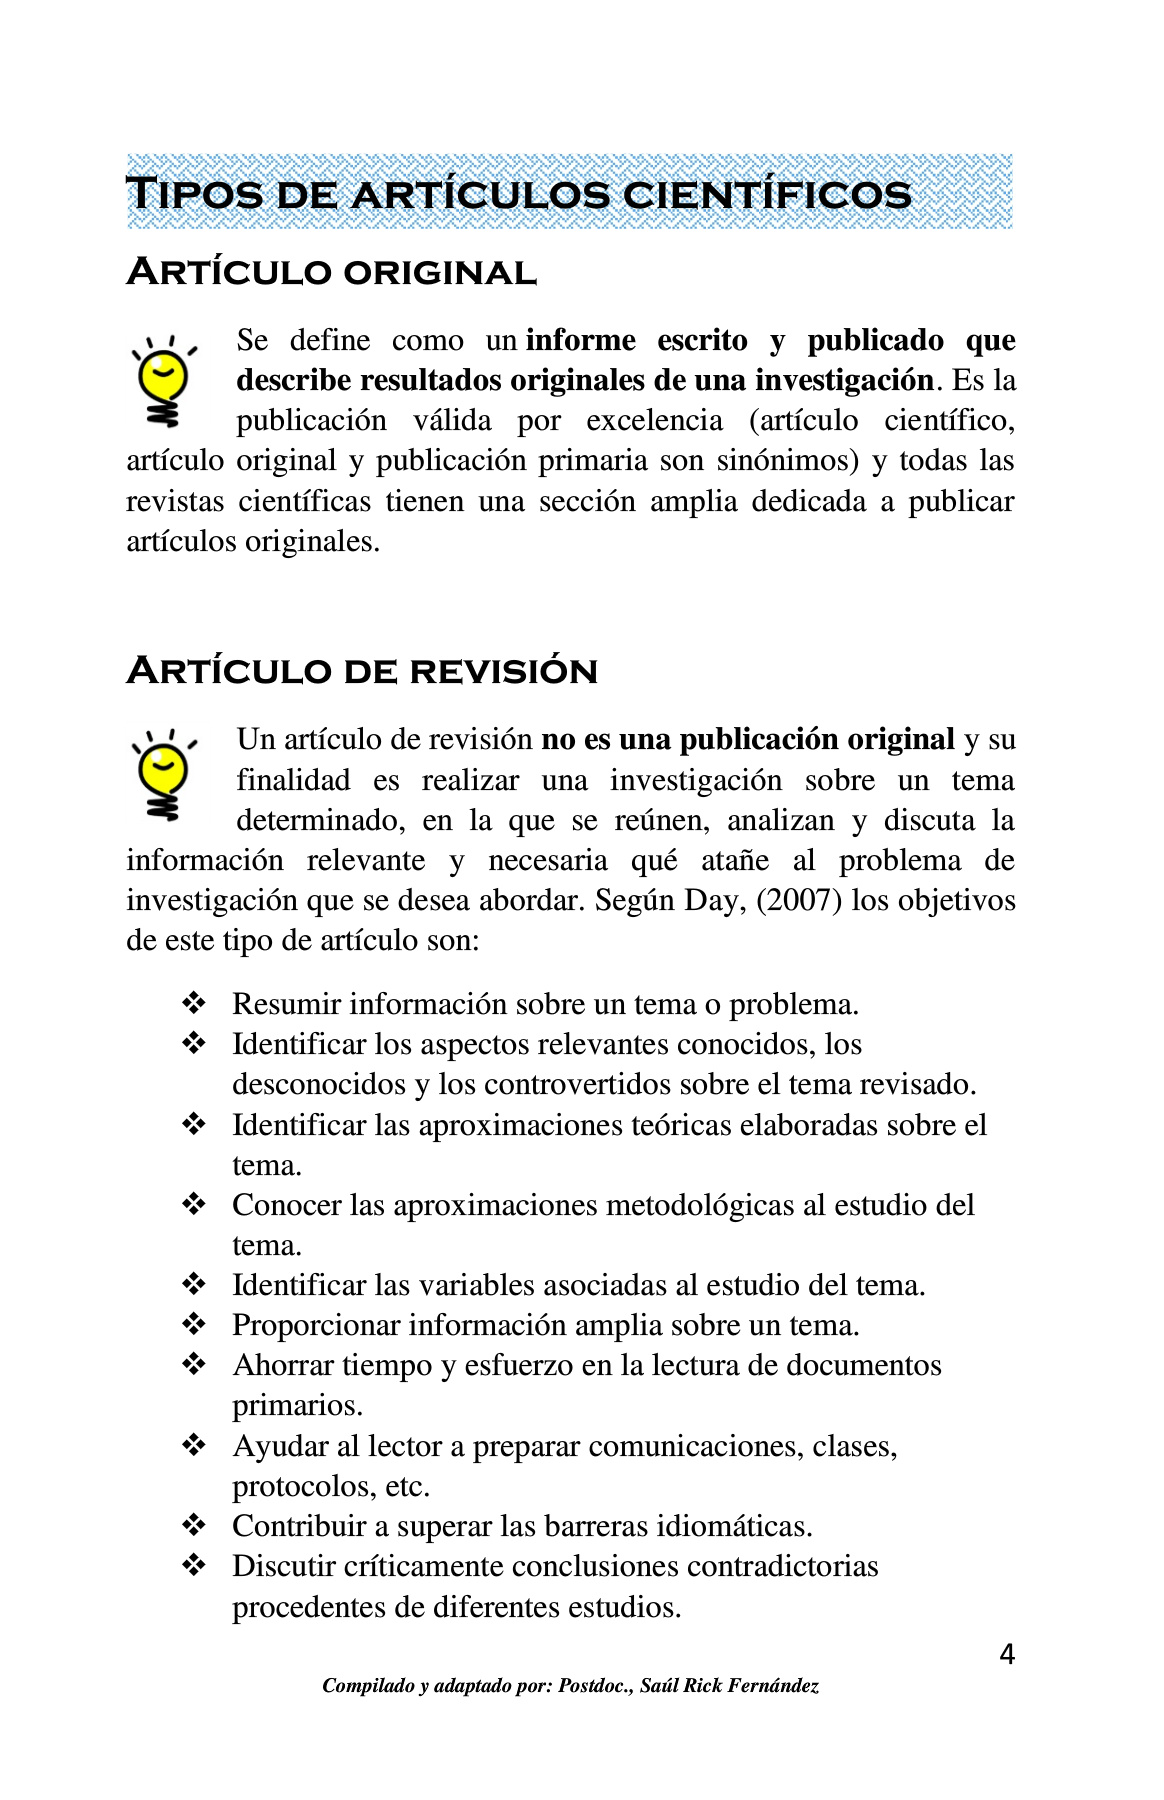 Tipos de artículos científicos
Artículo original
Se define como un informe escrito y publicado que
describe resultados originales de una investigación. Es la
publicación válida por excelencia (artículo científico,
artículo original y publicación primaria son sinónimos) y todas las
revistas científicas tienen una sección amplia dedicada a publicar
artículos originales.
Artículo de revisión
Un artículo de revisión no es una publicación original y su
finalidad es realizar una investigación sobre un tema
determinado, en la que se reúnen, analizan y discuta la
información relevante y necesaria qué atañe al problema de
investigación que se desea abordar. Según Day, (2007) los objetivos
de este tipo de artículo son:
❖ Resumir información sobre un tema o problema.
❖ Identificar los aspectos relevantes conocidos, los
desconocidos y los controvertidos sobre el tema revisado.
❖ Identificar las aproximaciones teóricas elaboradas sobre el
tema.
❖ Conocer las aproximaciones metodológicas al estudio del
tema.
❖ Identificar las variables asociadas al estudio del tema.
❖ Proporcionar información amplia sobre un tema.
❖ Ahorrar tiempo y esfuerzo en la lectura de documentos
primarios.
❖ Ayudar al lector a preparar comunicaciones, clases,
protocolos, etc.
❖ Contribuir a superar las barreras idiomáticas.
❖ Discutir críticamente conclusiones contradictorias
procedentes de diferentes estudios.
4
Compilado y adaptado por: Postdoc., Saúl Rick Fernández